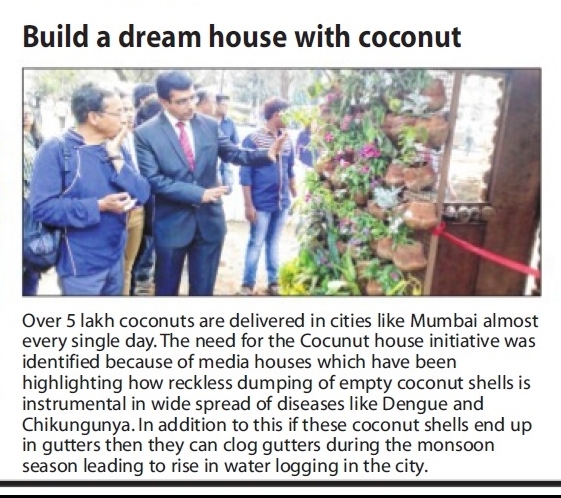 Build a dream house with coconut
Over 5 lakh coconuts are delivered in cities like Mumbai almost
every single day. The need for the Cocunut house initiative was
identified because of media houses which have been
highlighting how reckless dumping of empty coconut shells is
instrumental in wide spread of diseases like Dengue and
Chikungunya. In addition to this if these coconut shells end up
in gutters then they can clog gutters during the monsoon
season leading to rise in water logging in the city.